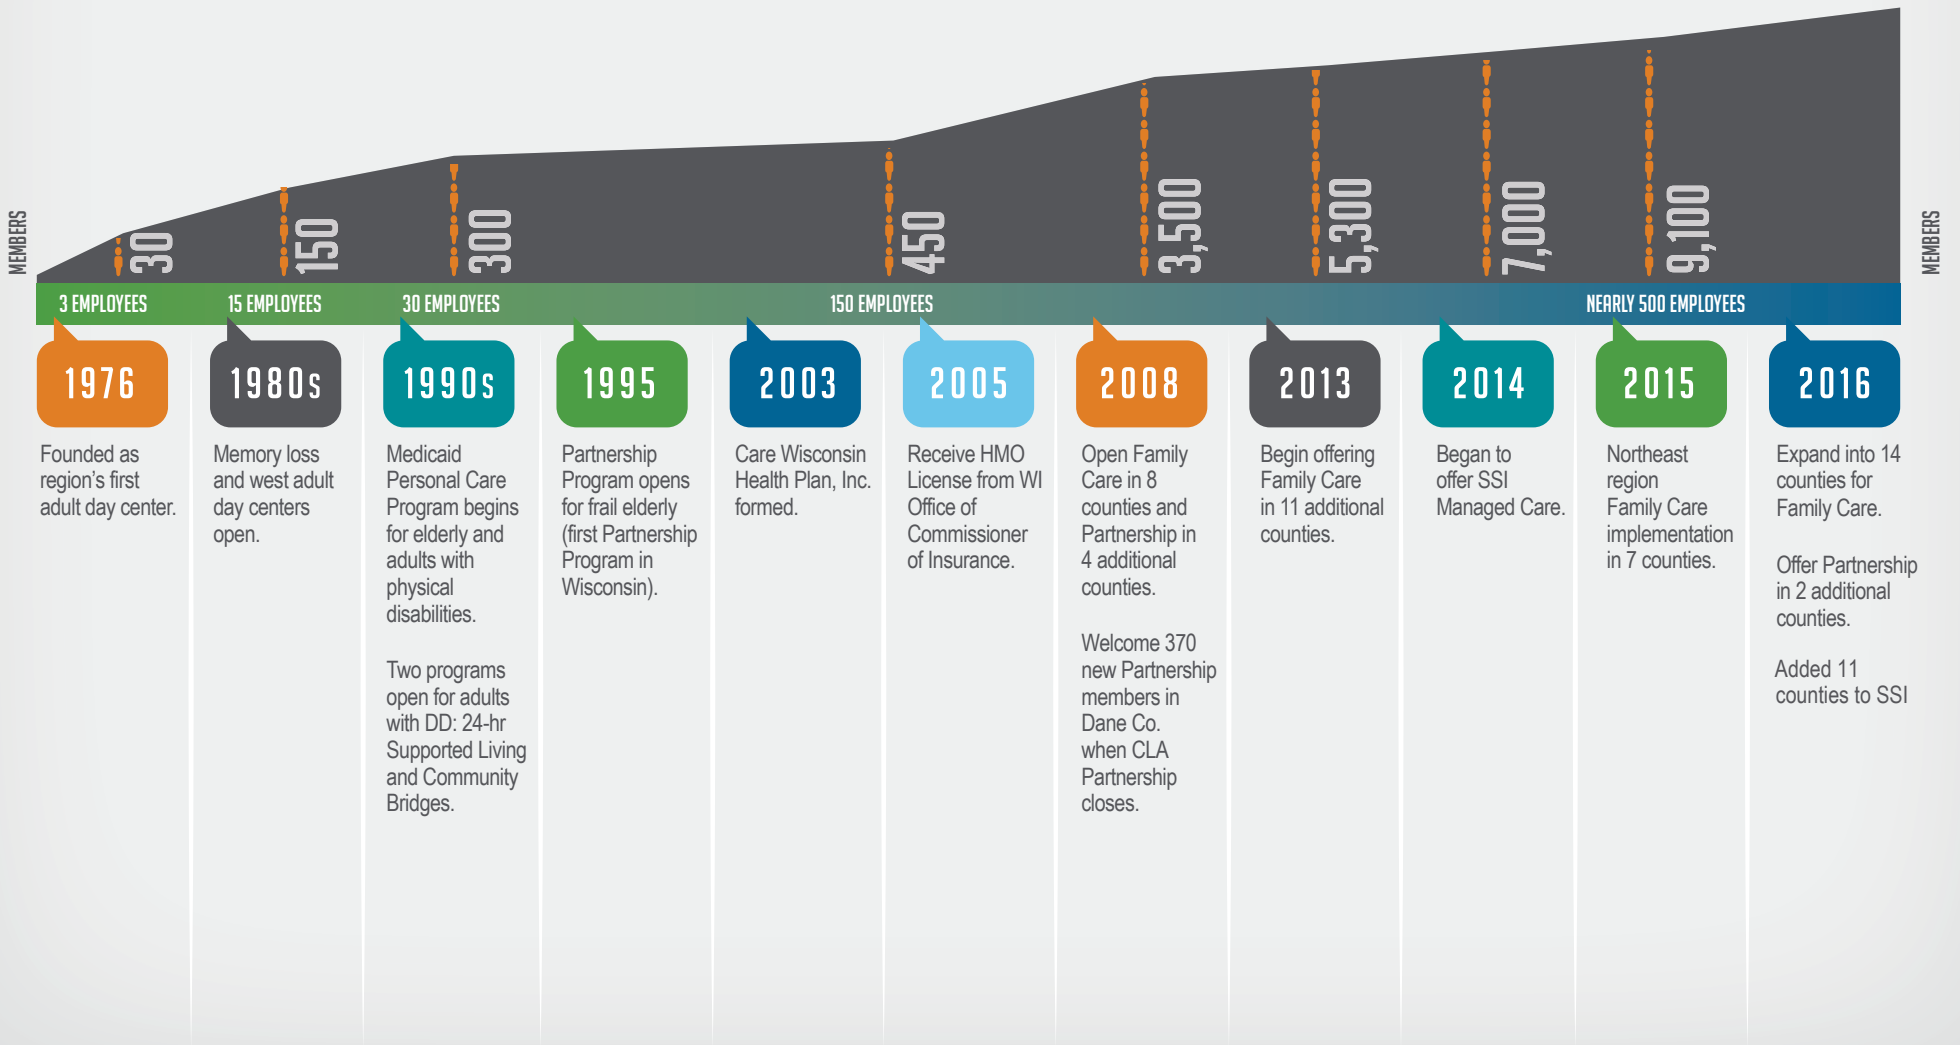 MEMBERS
30
150
300
450
3,500
5,300
7,000
9,100
MEMBERS
3 EMPLOYEES
15 EMPLOYEES
30 EMPLOYEES
150 EMPLOYEES
NEARLY 500 EMPLOYEES
1976
Founded as
region's first
adult day center.
1980s
Memory loss
and west adult
day centers
open.
1990s
Medicaid
Personal Care
Program begins
for elderly and
adults with
physical
disabilities.
Two programs
open for adults
with DD: 24-hr
Supported Living
and Community
Bridges.
1995
Partnership
Program opens
for frail elderly
(first Partnership
Program in
Wisconsin).
2003
Care Wisconsin
Health Plan, Inc.
formed.
2005
Receive HMO
License from WI
Office of
Commissioner
of Insurance.
2008
Open Family
Care in 8
counties and
Partnership in
4 additional
counties.
Welcome 370
new Partnership
members in
Dane Co.
when CLA
Partnership
closes.
2013
Begin offering
Family Care
in 11 additional
counties.
2014
Began to
offer SSI
Managed Care.
2015
Northeast
region
Family Care
implementation
in 7 counties.
2016
Expand into 14
counties for
Family Care.
Offer Partnership
in 2 additional
counties.
Added 11
counties to SSI